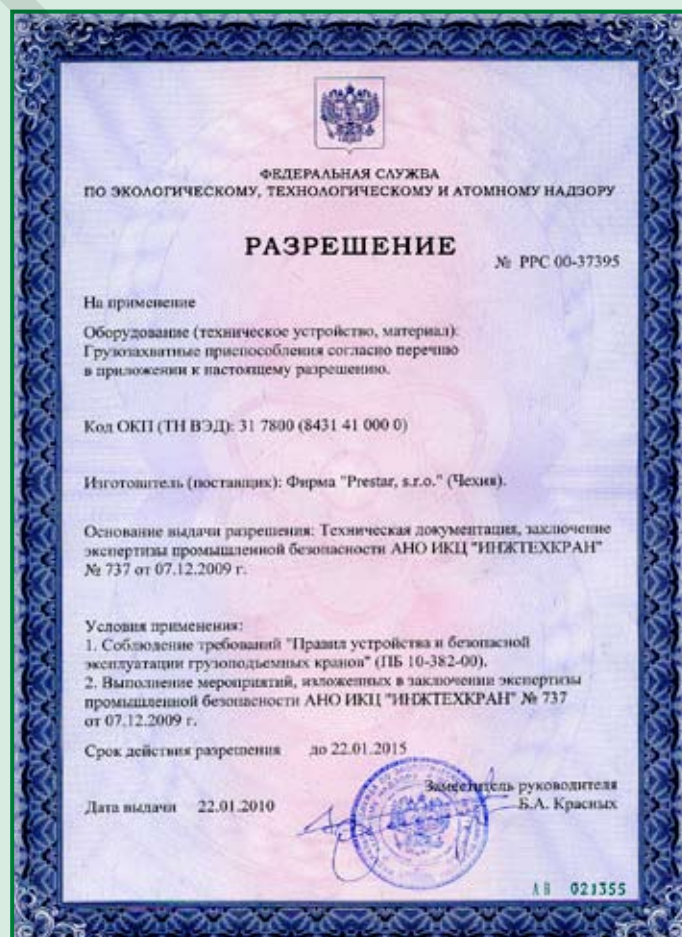 ФЕДЕРАЛЬНАЯ СЛУЖБА
ПО ЭКОЛОГИЧЕСКОМУ, ТЕХНОЛОГИЧЕСКОМУ И АТОМНОМУ НАДЗОРУ
РАЗРЕШЕНИЕ
№ РРС 00-37395
На применение
Оборудование (техническое устройство, материал):
Грузозахватные приспособления согласно перечню
в приложении к настоящему разрешению.
Код ОКП (ТН ВЭД): 31 7800 (8431 41 000 0)
Изготовитель (поставщик): Фирма "Prestar, s.r.o." (Чехия).
Основание выдачи разрешения: Техническая документация, заключение
экспертизы промышленной безопасности АНО ИКЦ "ИНЖТЕХКРАН"
№ 737 от 07.12.2009 г.
Условия применения:
1. Соблюдение требований "Правил устройства и безопасной
эксплуатации грузоподъемных кранов" (ПБ 10-382-00).
2. Выполнение мероприятий, изложенных в заключении экспертизы
промышленной безопасности АНО ИКЦ "ИНЖТЕХКРАН" № 737
от 07.12.2009 г.
Срок действия разрешения до 22.01.2015
Заместитель руководителя
Дата выдачи 22.01.2010 Б.А. Красных
АВ 021355